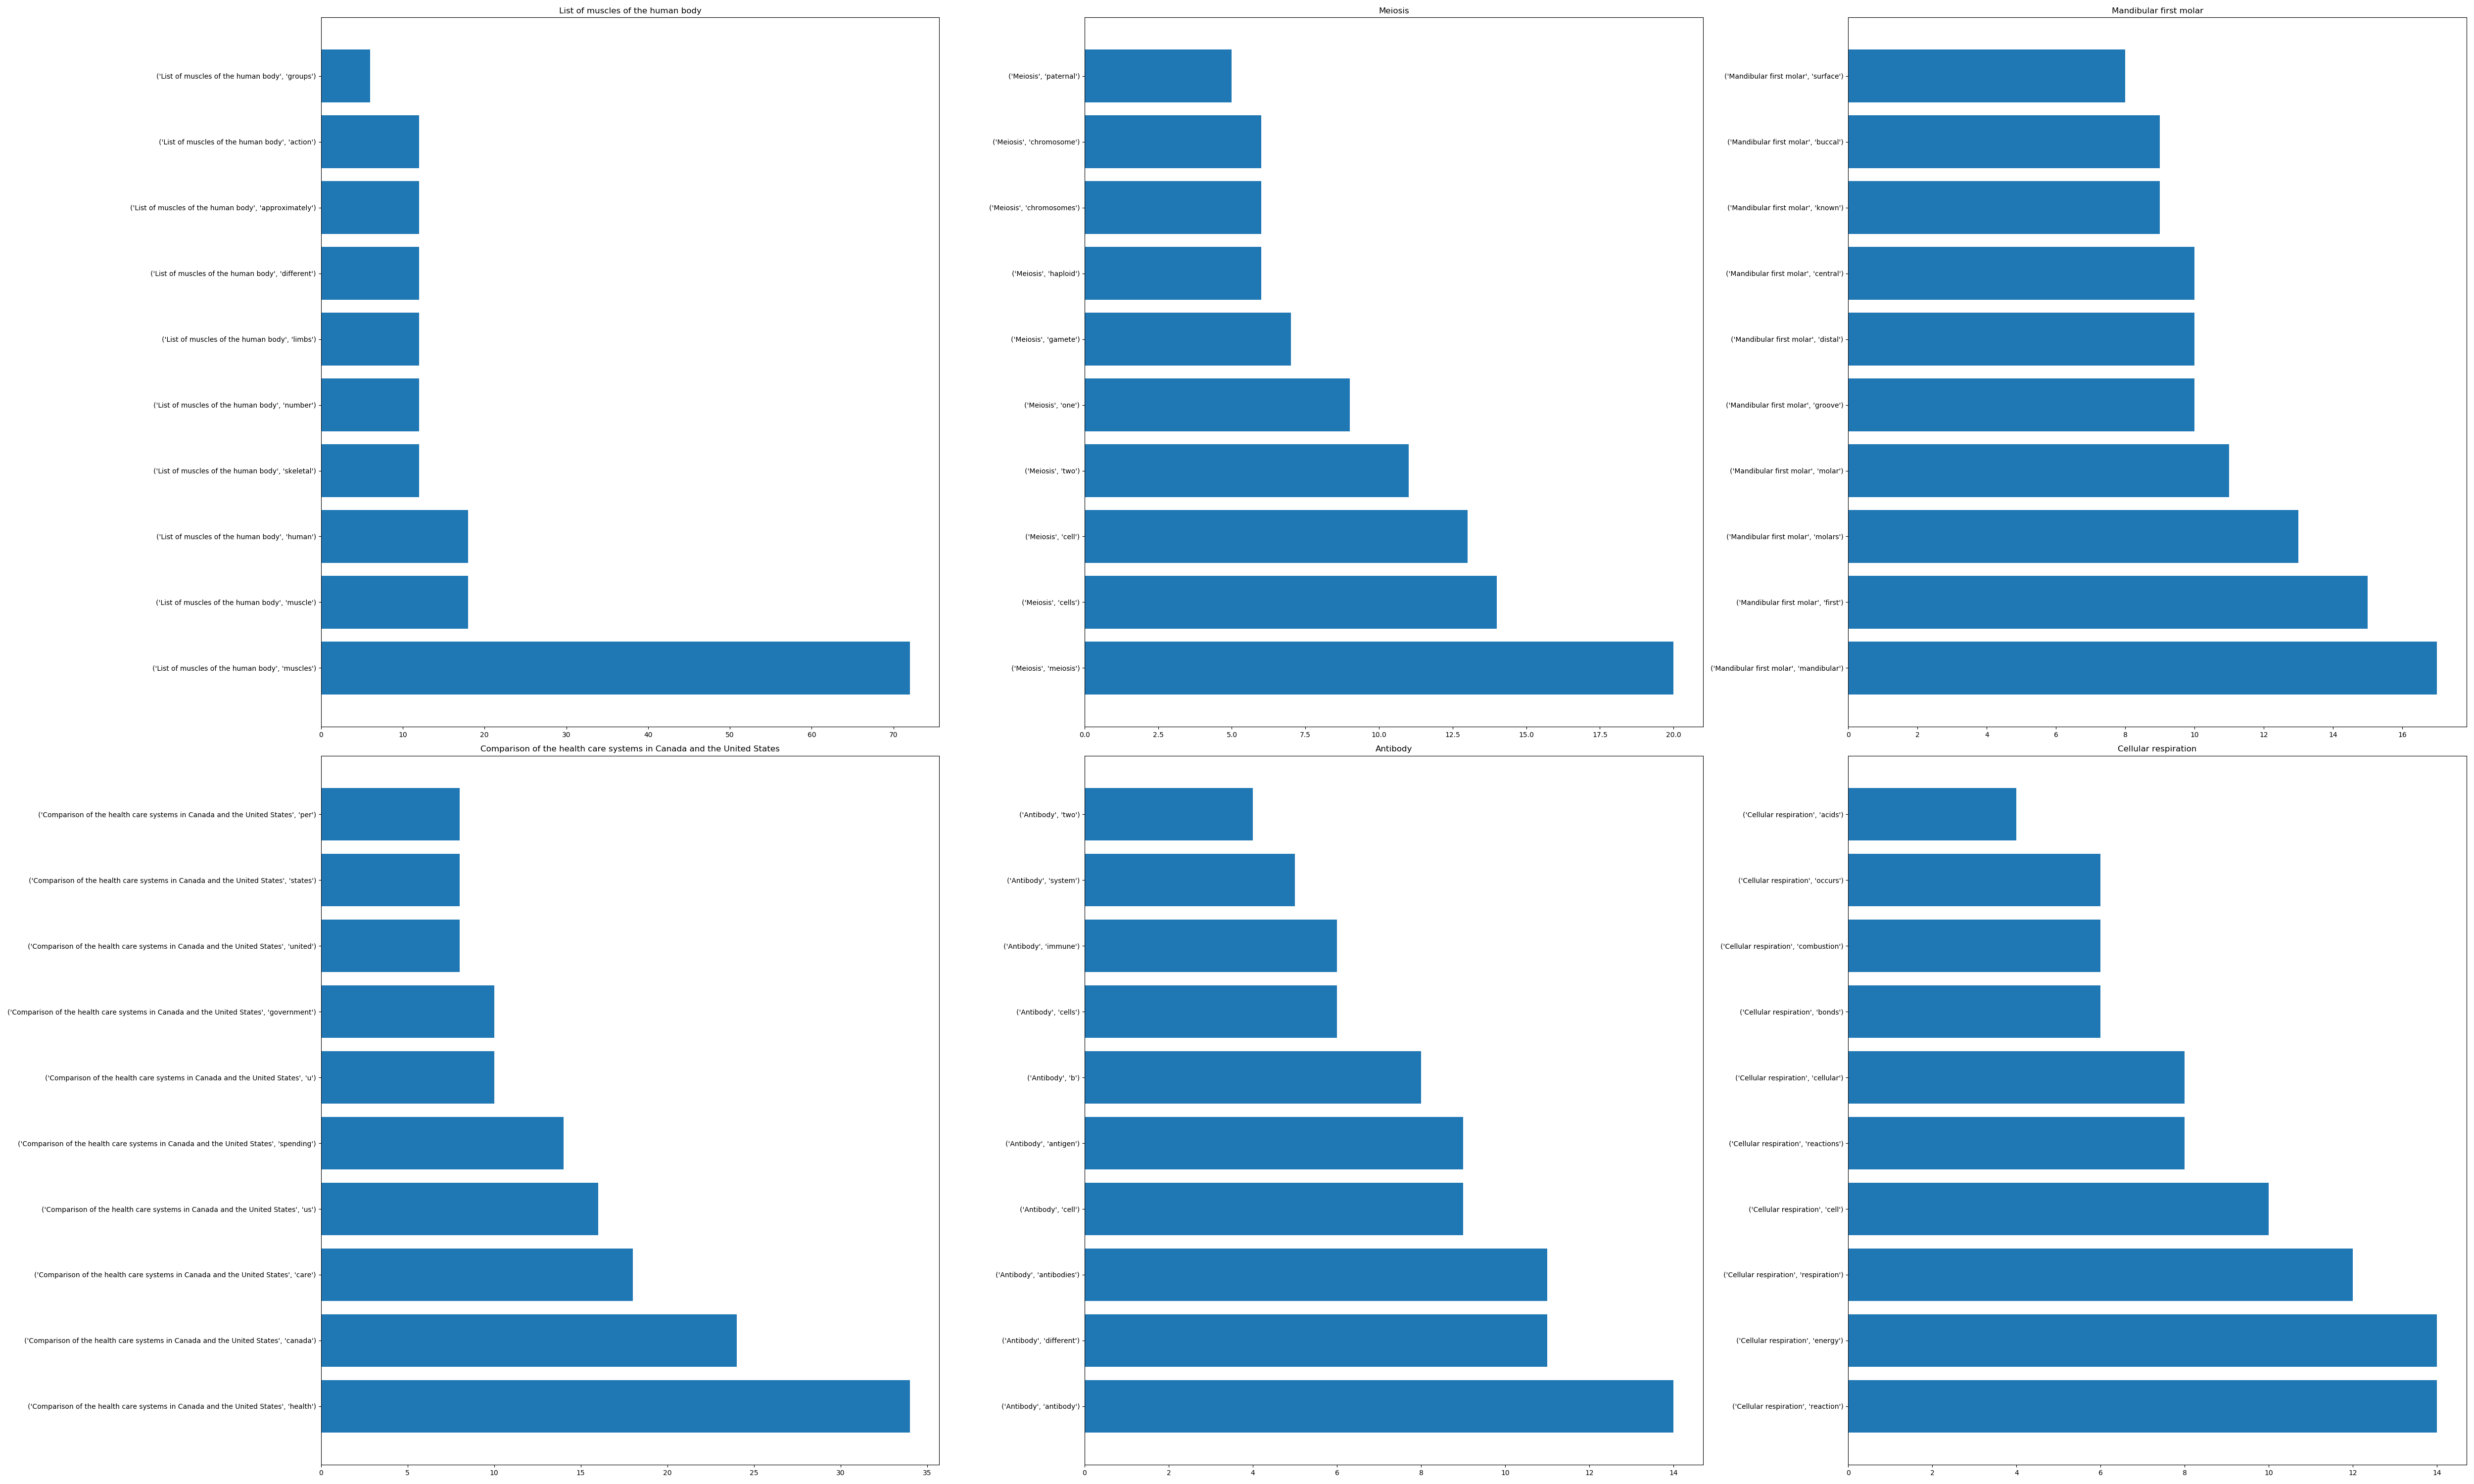 List of muscles of the human body
('List of muscles of the human body', 'groups')
('List of muscles of the human body', 'action')
('List of muscles of the human body', 'approximately')
('List of muscles of the human body', 'different')
('List of muscles of the human body', 'limbs')
('List of muscles of the human body', 'number')
('List of muscles of the human body', 'skeletal')
('List of muscles of the human body', 'human')
('List of muscles of the human body', 'muscle')
('List of muscles of the human body', 'muscles')
0 10 20 30 40 50 60 70
Meiosis
('Meiosis', 'paternal')
('Meiosis', 'chromosome')
('Meiosis', 'chromosomes')
('Meiosis', 'haploid')
('Meiosis', 'gamete')
('Meiosis', 'one')
('Meiosis', 'two')
('Meiosis', 'cell')
('Meiosis', 'cells')
('Meiosis', 'meiosis')
0.0 2.5 5.0 7.5 10.0 12.5 15.0 17.5 20.0
Mandibular first molar
('Mandibular first molar', 'surface')
('Mandibular first molar', 'buccal')
('Mandibular first molar', 'known')
('Mandibular first molar', 'central')
('Mandibular first molar', 'distal')
('Mandibular first molar', 'groove')
('Mandibular first molar', 'molar')
('Mandibular first molar', 'molars')
('Mandibular first molar', 'first')
('Mandibular first molar', 'mandibular')
0 2 4 6 8 10 12 14 16
Comparison of the health care systems in Canada and the United States
('Comparison of the health care systems in Canada and the United States', 'per')
('Comparison of the health care systems in Canada and the United States', 'states')
('Comparison of the health care systems in Canada and the United States', 'united')
('Comparison of the health care systems in Canada and the United States', 'government')
('Comparison of the health care systems in Canada and the United States', 'u')
('Comparison of the health care systems in Canada and the United States', 'spending')
('Comparison of the health care systems in Canada and the United States', 'us')
('Comparison of the health care systems in Canada and the United States', 'care')
('Comparison of the health care systems in Canada and the United States', 'canada')
('Comparison of the health care systems in Canada and the United States', 'health')
0 5 10 15 20 25 30 35
Antibody
('Antibody', 'two')
('Antibody', 'system')
('Antibody', 'immune')
('Antibody', 'cells')
('Antibody', 'b')
('Antibody', 'antigen')
('Antibody', 'cell')
('Antibody', 'antibodies')
('Antibody', 'different')
('Antibody', 'antibody')
0 2 4 6 8 10 12 14
Cellular respiration
('Cellular respiration', 'acids')
('Cellular respiration', 'occurs')
('Cellular respiration', 'combustion')
('Cellular respiration', 'bonds')
('Cellular respiration', 'cellular')
('Cellular respiration', 'reactions')
('Cellular respiration', 'cell')
('Cellular respiration', 'respiration')
('Cellular respiration', 'energy')
('Cellular respiration', 'reaction')
0 2 4 6 8 10 12 14